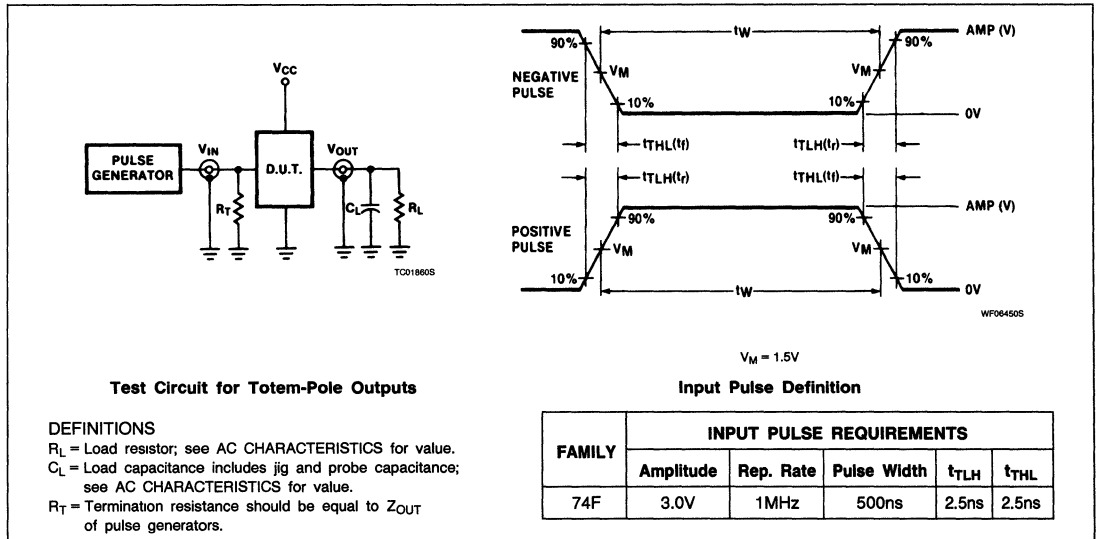 VCC
PULSE
GENERATOR
VIN
D.U.T.
VOUT
RT
CL
RL
TC01860S
NEGATIVE
PULSE
90%
VM
10%
tW
VM
10%
90%
AMP (V)
0V
tTHL(tf)
tTLH(tr)
tTLH(tr)
tTHL(tf)
POSITIVE
PULSE
90%
VM
10%
tW
90%
VM
10%
AMP (V)
0V
WF06450S
VM = 1.5V
Test Circuit for Totem-Pole Outputs
Input Pulse Definition
DEFINITIONS
RL = Load resistor; see AC CHARACTERISTICS for value.
CL = Load capacitance includes jig and probe capacitance;
see AC CHARACTERISTICS for value.
RT = Termination resistance should be equal to ZOUT
of pulse generators.
FAMILY
INPUT PULSE REQUIREMENTS
Amplitude Rep. Rate Pulse Width tTLH tTHL
74F 3.0V 1MHz 500ns 2.5ns 2.5ns